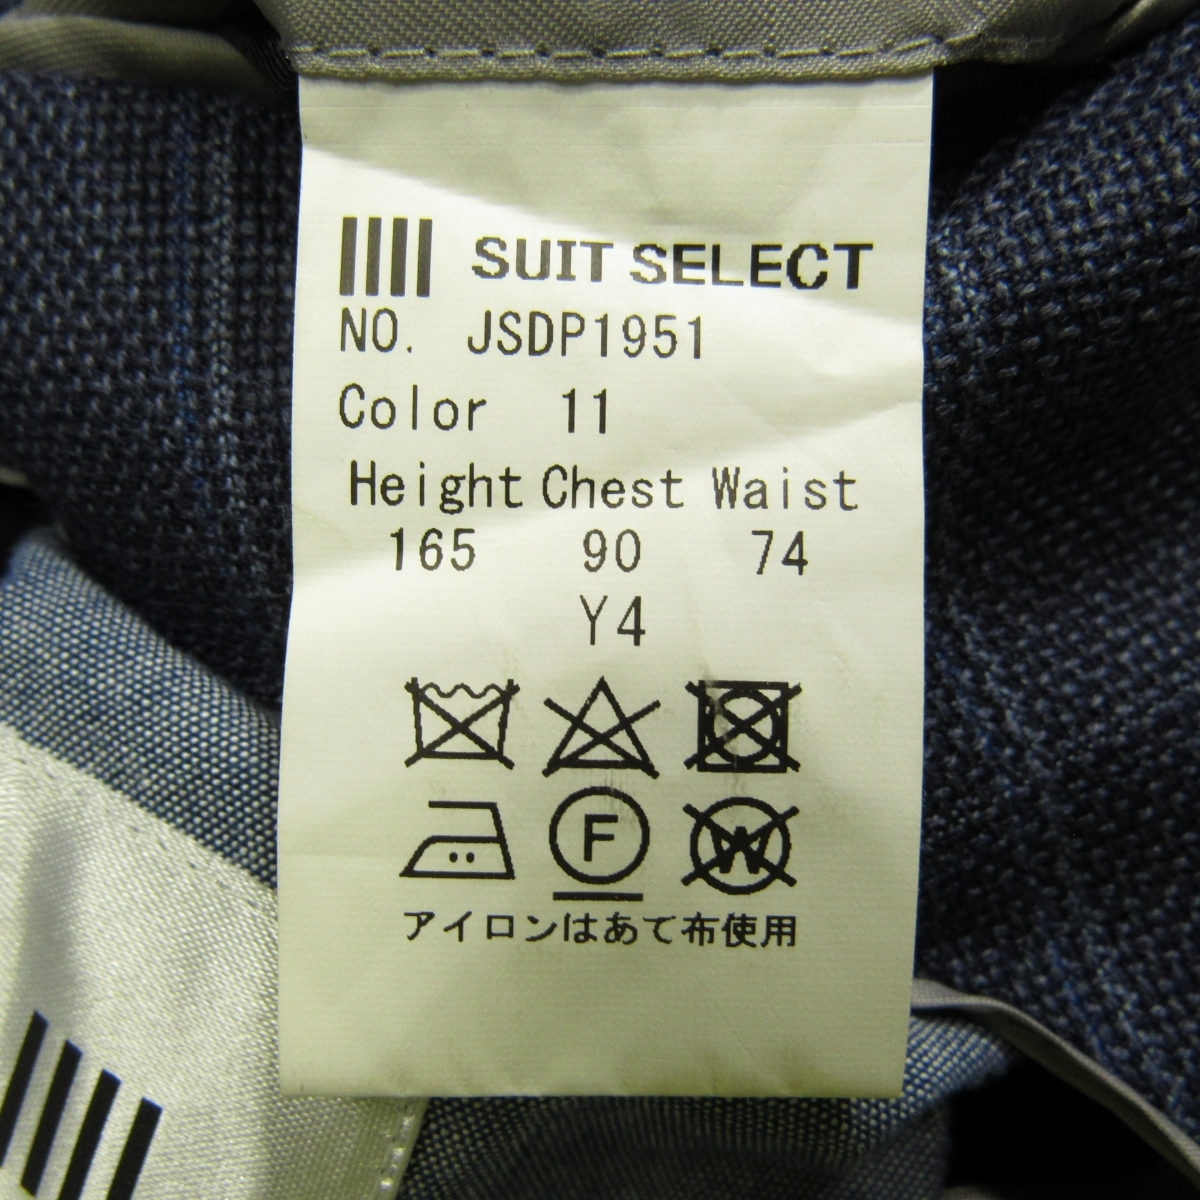 SUIT SELECT
NO. JSDP1951
Color 11
Height Chest Waist
165 90 74
Y4
F W
アイロンはあて布使用